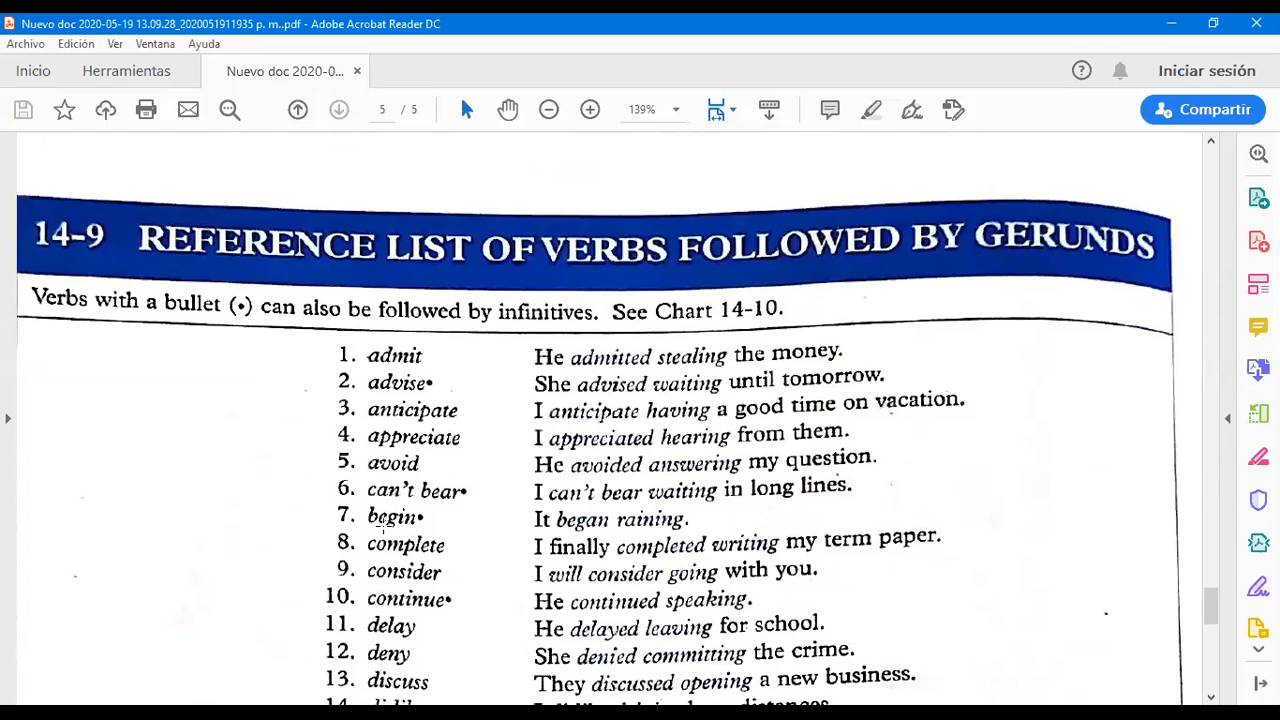 Nuevo doc 2020-05-19 13.09.28_2020051911935 p. m..pdf - Adobe Acrobat Reader DC
Archivo Edición Ver Ventana Ayuda
Inicio Herramientas Nuevo doc 2020-0... × Iniciar sesión
5 / 5 139% Compartir
14-9 REFERENCE LIST OF VERBS FOLLOWED BY GERUNDS
Verbs with a bullet (•) can also be followed by infinitives. See Chart 14-10.
1. admit He admitted stealing the money.
2. advise• She advised waiting until tomorrow.
3. anticipate I anticipate having a good time on vacation.
4. appreciate I appreciated hearing from them.
5. avoid He avoided answering my question.
6. can't bear• I can't bear waiting in long lines.
7. begin• It began raining.
8. complete I finally completed writing my term paper.
9. consider I will consider going with you.
10. continue• He continued speaking.
11. delay He delayed leaving for school.
12. deny She denied committing the crime.
13. discuss They discussed opening a new business.